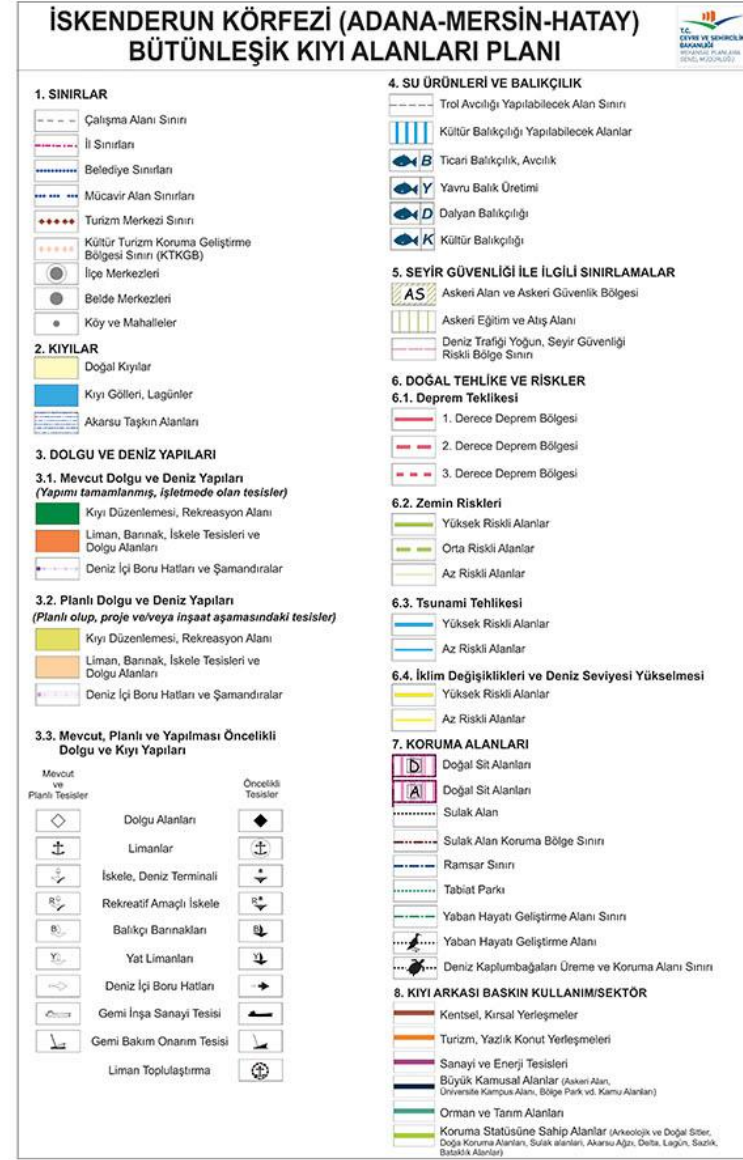 İSKENDERUN KÖRFEZİ (ADANA-MERSİN-HATAY)
BÜTÜNLEŞİK KIYI ALANLARI PLANI
T.C.
ÇEVRE VE ŞEHİRCİLİK
BAKANLIĞI
MEKANSAL PLANLAMA
GENEL MÜDÜRLÜĞÜ
1. SINIRLAR
Çalışma Alanı Sınırı
İl Sınırları
Belediye Sınırları
Mücavir Alan Sınırları
Turizm Merkezi Sınırı
Kültür Turizm Koruma Geliştirme
Bölgesi Sınırı (KTKGB)
İlçe Merkezleri
Belde Merkezleri
Köy ve Mahalleler
2. KIYILAR
Doğal Kıyılar
Kıyı Gölleri, Lagünler
Akarsu Taşkın Alanları
3. DOLGU VE DENİZ YAPILARI
3.1. Mevcut Dolgu ve Deniz Yapıları
(Yapımı tamamlanmış, işletmede olan tesisler)
Kıyı Düzenlemesi, Rekreasyon Alanı
Liman, Barınak, İskele Tesisleri ve
Dolgu Alanları
Deniz İçi Boru Hatları ve Şamandıralar
3.2. Planlı Dolgu ve Deniz Yapıları
(Planlı olup, proje ve/veya inşaat aşamasındaki tesisler)
Kıyı Düzenlemesi, Rekreasyon Alanı
Liman, Barınak, İskele Tesisleri ve
Dolgu Alanları
Deniz İçi Boru Hatları ve Şamandıralar
3.3. Mevcut, Planlı ve Yapılması Öncelikli
Dolgu ve Kıyı Yapıları
Mevcut
ve
Planlı Tesisler
Öncelikli
Tesisler
Dolgu Alanları
Limanlar
İskele, Deniz Terminali
R Rekreatif Amaçlı İskele R
B Balıkçı Barınakları B
Y Yat Limanları Y
Deniz İçi Boru Hatları
Gemi İnşa Sanayi Tesisi
Gemi Bakım Onarım Tesisi
Liman Toplulaştırma
4. SU ÜRÜNLERİ VE BALIKÇILIK
Trol Avcılığı Yapılabilecek Alan Sınırı
Kültür Balıkçılığı Yapılabilecek Alanlar
B Ticari Balıkçılık, Avcılık
Y Yavru Balık Üretimi
D Dalyan Balıkçılığı
K Kültür Balıkçılığı
5. SEYİR GÜVENLİĞİ İLE İLGİLİ SINIRLAMALAR
AS Askeri Alan ve Askeri Güvenlik Bölgesi
Askeri Eğitim ve Atış Alanı
Deniz Trafiği Yoğun, Seyir Güvenliği
Riskli Bölge Sınırı
6. DOĞAL TEHLİKE VE RİSKLER
6.1. Deprem Teklikesi
1. Derece Deprem Bölgesi
2. Derece Deprem Bölgesi
3. Derece Deprem Bölgesi
6.2. Zemin Riskleri
Yüksek Riskli Alanlar
Orta Riskli Alanlar
Az Riskli Alanlar
6.3. Tsunami Tehlikesi
Yüksek Riskli Alanlar
Az Riskli Alanlar
6.4. İklim Değişiklikleri ve Deniz Seviyesi Yükselmesi
Yüksek Riskli Alanlar
Az Riskli Alanlar
7. KORUMA ALANLARI
D Doğal Sit Alanları
A Doğal Sit Alanları
Sulak Alan
Sulak Alan Koruma Bölge Sınırı
Ramsar Sınırı
Tabiat Parkı
Yaban Hayatı Geliştirme Alanı Sınırı
Yaban Hayatı Geliştirme Alanı
Deniz Kaplumbağaları Üreme ve Koruma Alanı Sınırı
8. KIYI ARKASI BASKIN KULLANIM/SEKTÖR
Kentsel, Kırsal Yerleşmeler
Turizm, Yazlık Konut Yerleşmeleri
Sanayi ve Enerji Tesisleri
Büyük Kamusal Alanlar (Askeri Alan,
Üniversite Kampus Alanı, Bölge Park vd. Kamu Alanları)
Orman ve Tarım Alanları
Koruma Statüsüne Sahip Alanlar (Arkeolojik ve Doğal Sitler,
Doğa Koruma Alanları, Sulak alanlari, Akarsu Ağzı, Delta, Lagün, Sazlık,
Bataklık Alanlar)